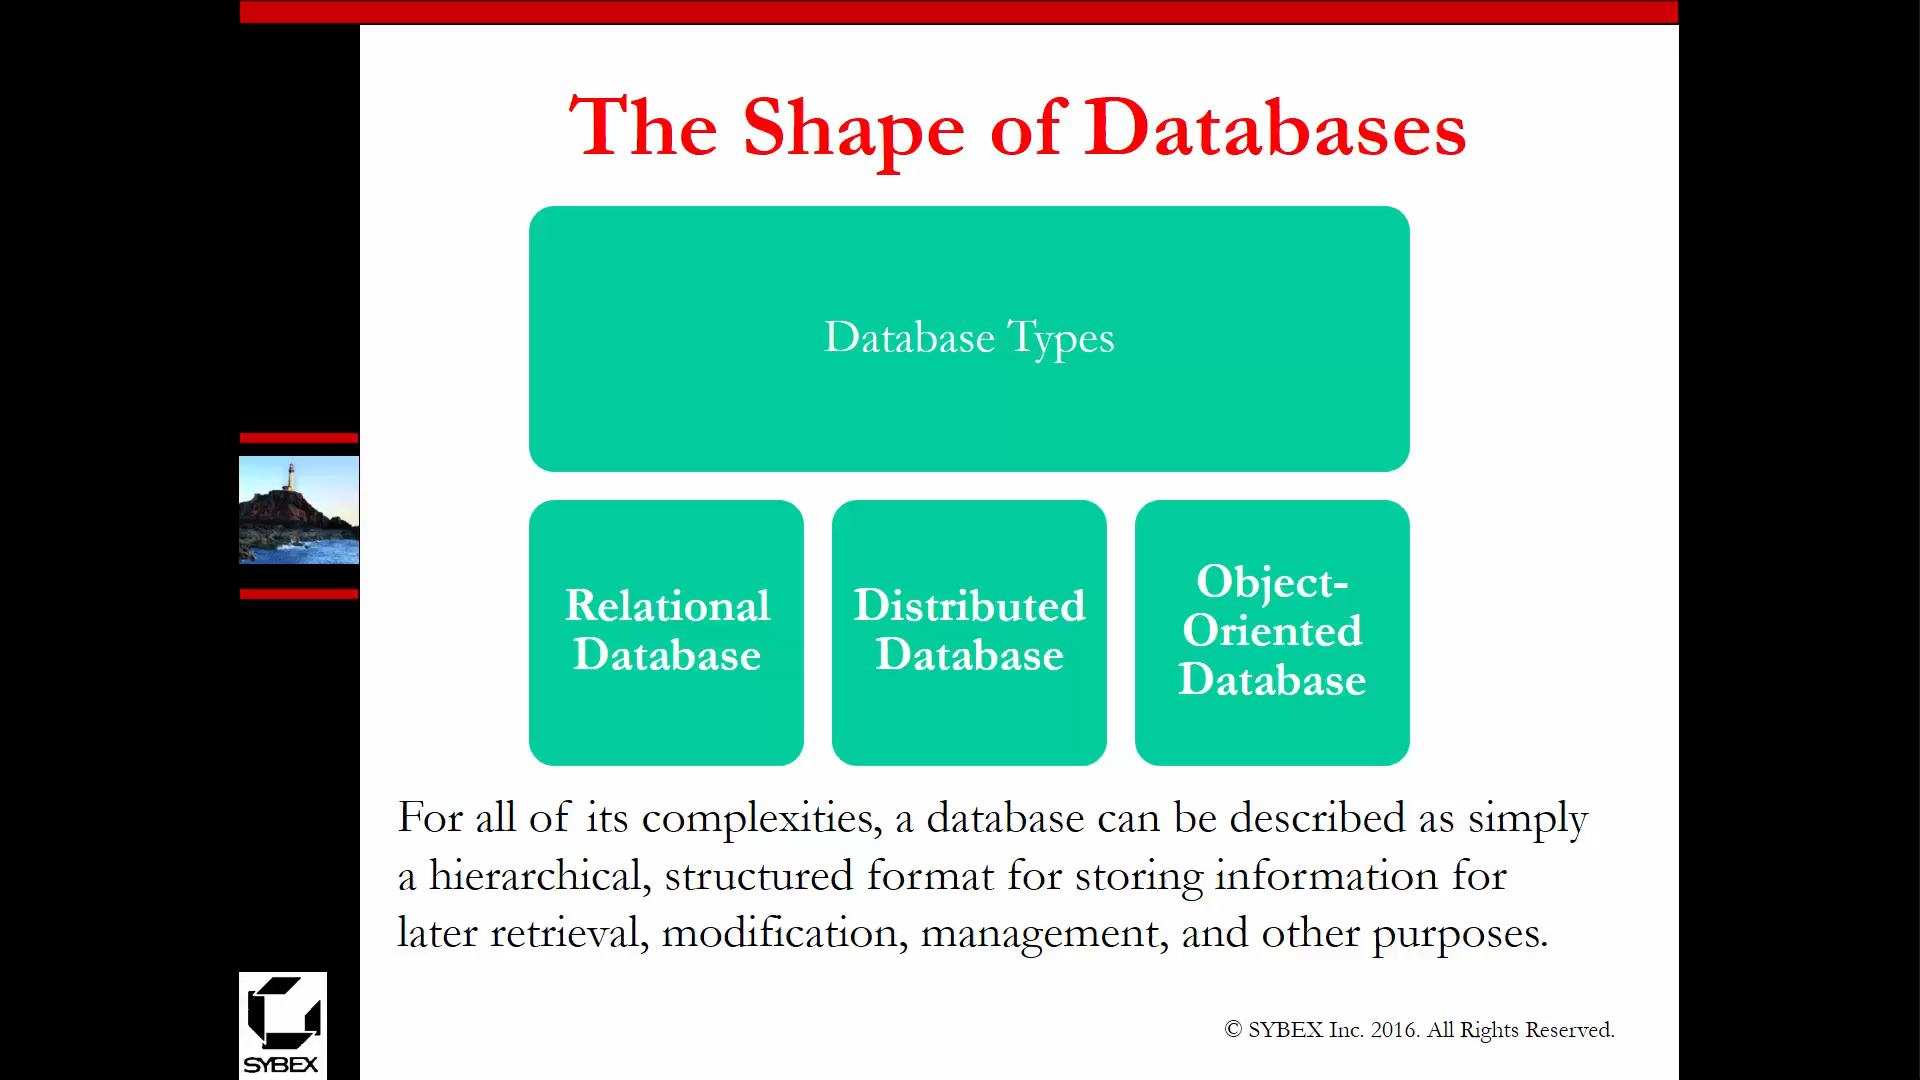 The Shape of Databases
Database Types
Relational
Database
Distributed
Database
Object-
Oriented
Database
For all of its complexities, a database can be described as simply
a hierarchical, structured format for storing information for
later retrieval, modification, management, and other purposes.
© SYBEX Inc. 2016. All Rights Reserved.
SYBEX